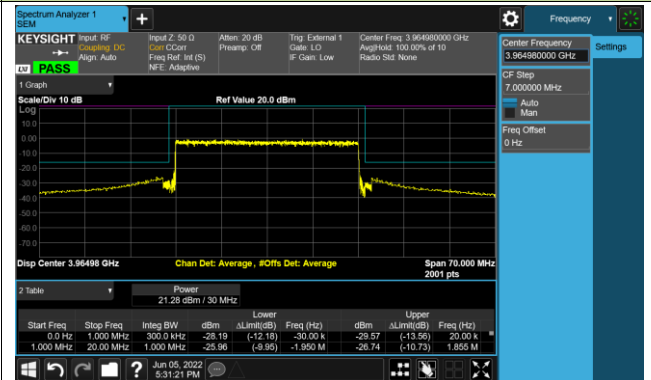 Spectrum Analyzer 1
SEM
+
Frequency
KEYSIGHT
Input: RF
Coupling: DC
Align: Auto
Input Z: 50 Ω
Corr CCorr
Freq Ref: Int (S)
NFE: Adaptive
Atten: 20 dB
Preamp: Off
Trig: External 1
Gate: LO
IF Gain: Low
Center Freq: 3.964980000 GHz
Avg|Hold: 100.00% of 10
Radio Std: None
LXI PASS
Center Frequency
3.964980000 GHz
Settings
CF Step
7.000000 MHz
Auto
Man
Freq Offset
0 Hz
1 Graph
Scale/Div 10 dB
Ref Value 20.0 dBm
Log
10.0
0.00
-10.0
-20.0
-30.0
-40.0
-50.0
-60.0
-70.0
Disp Center 3.96498 GHz
Chan Det: Average, #Offs Det: Average
Span 70.000 MHz
2001 pts
2 Table
Power
21.28 dBm / 30 MHz
Lower Upper
Start Freq Stop Freq Integ BW dBm ΔLimit(dB) Freq (Hz) dBm ΔLimit(dB) Freq (Hz)
0.0 Hz 1.000 MHz 300.0 kHz -28.19 (-12.18) -30.00 k -29.57 (-13.56) 20.00 k
1.000 MHz 20.00 MHz 1.000 MHz -25.96 (-9.95) -1.950 M -26.74 (-10.73) 1.855 M
? Jun 05, 2022
5:31:21 PM